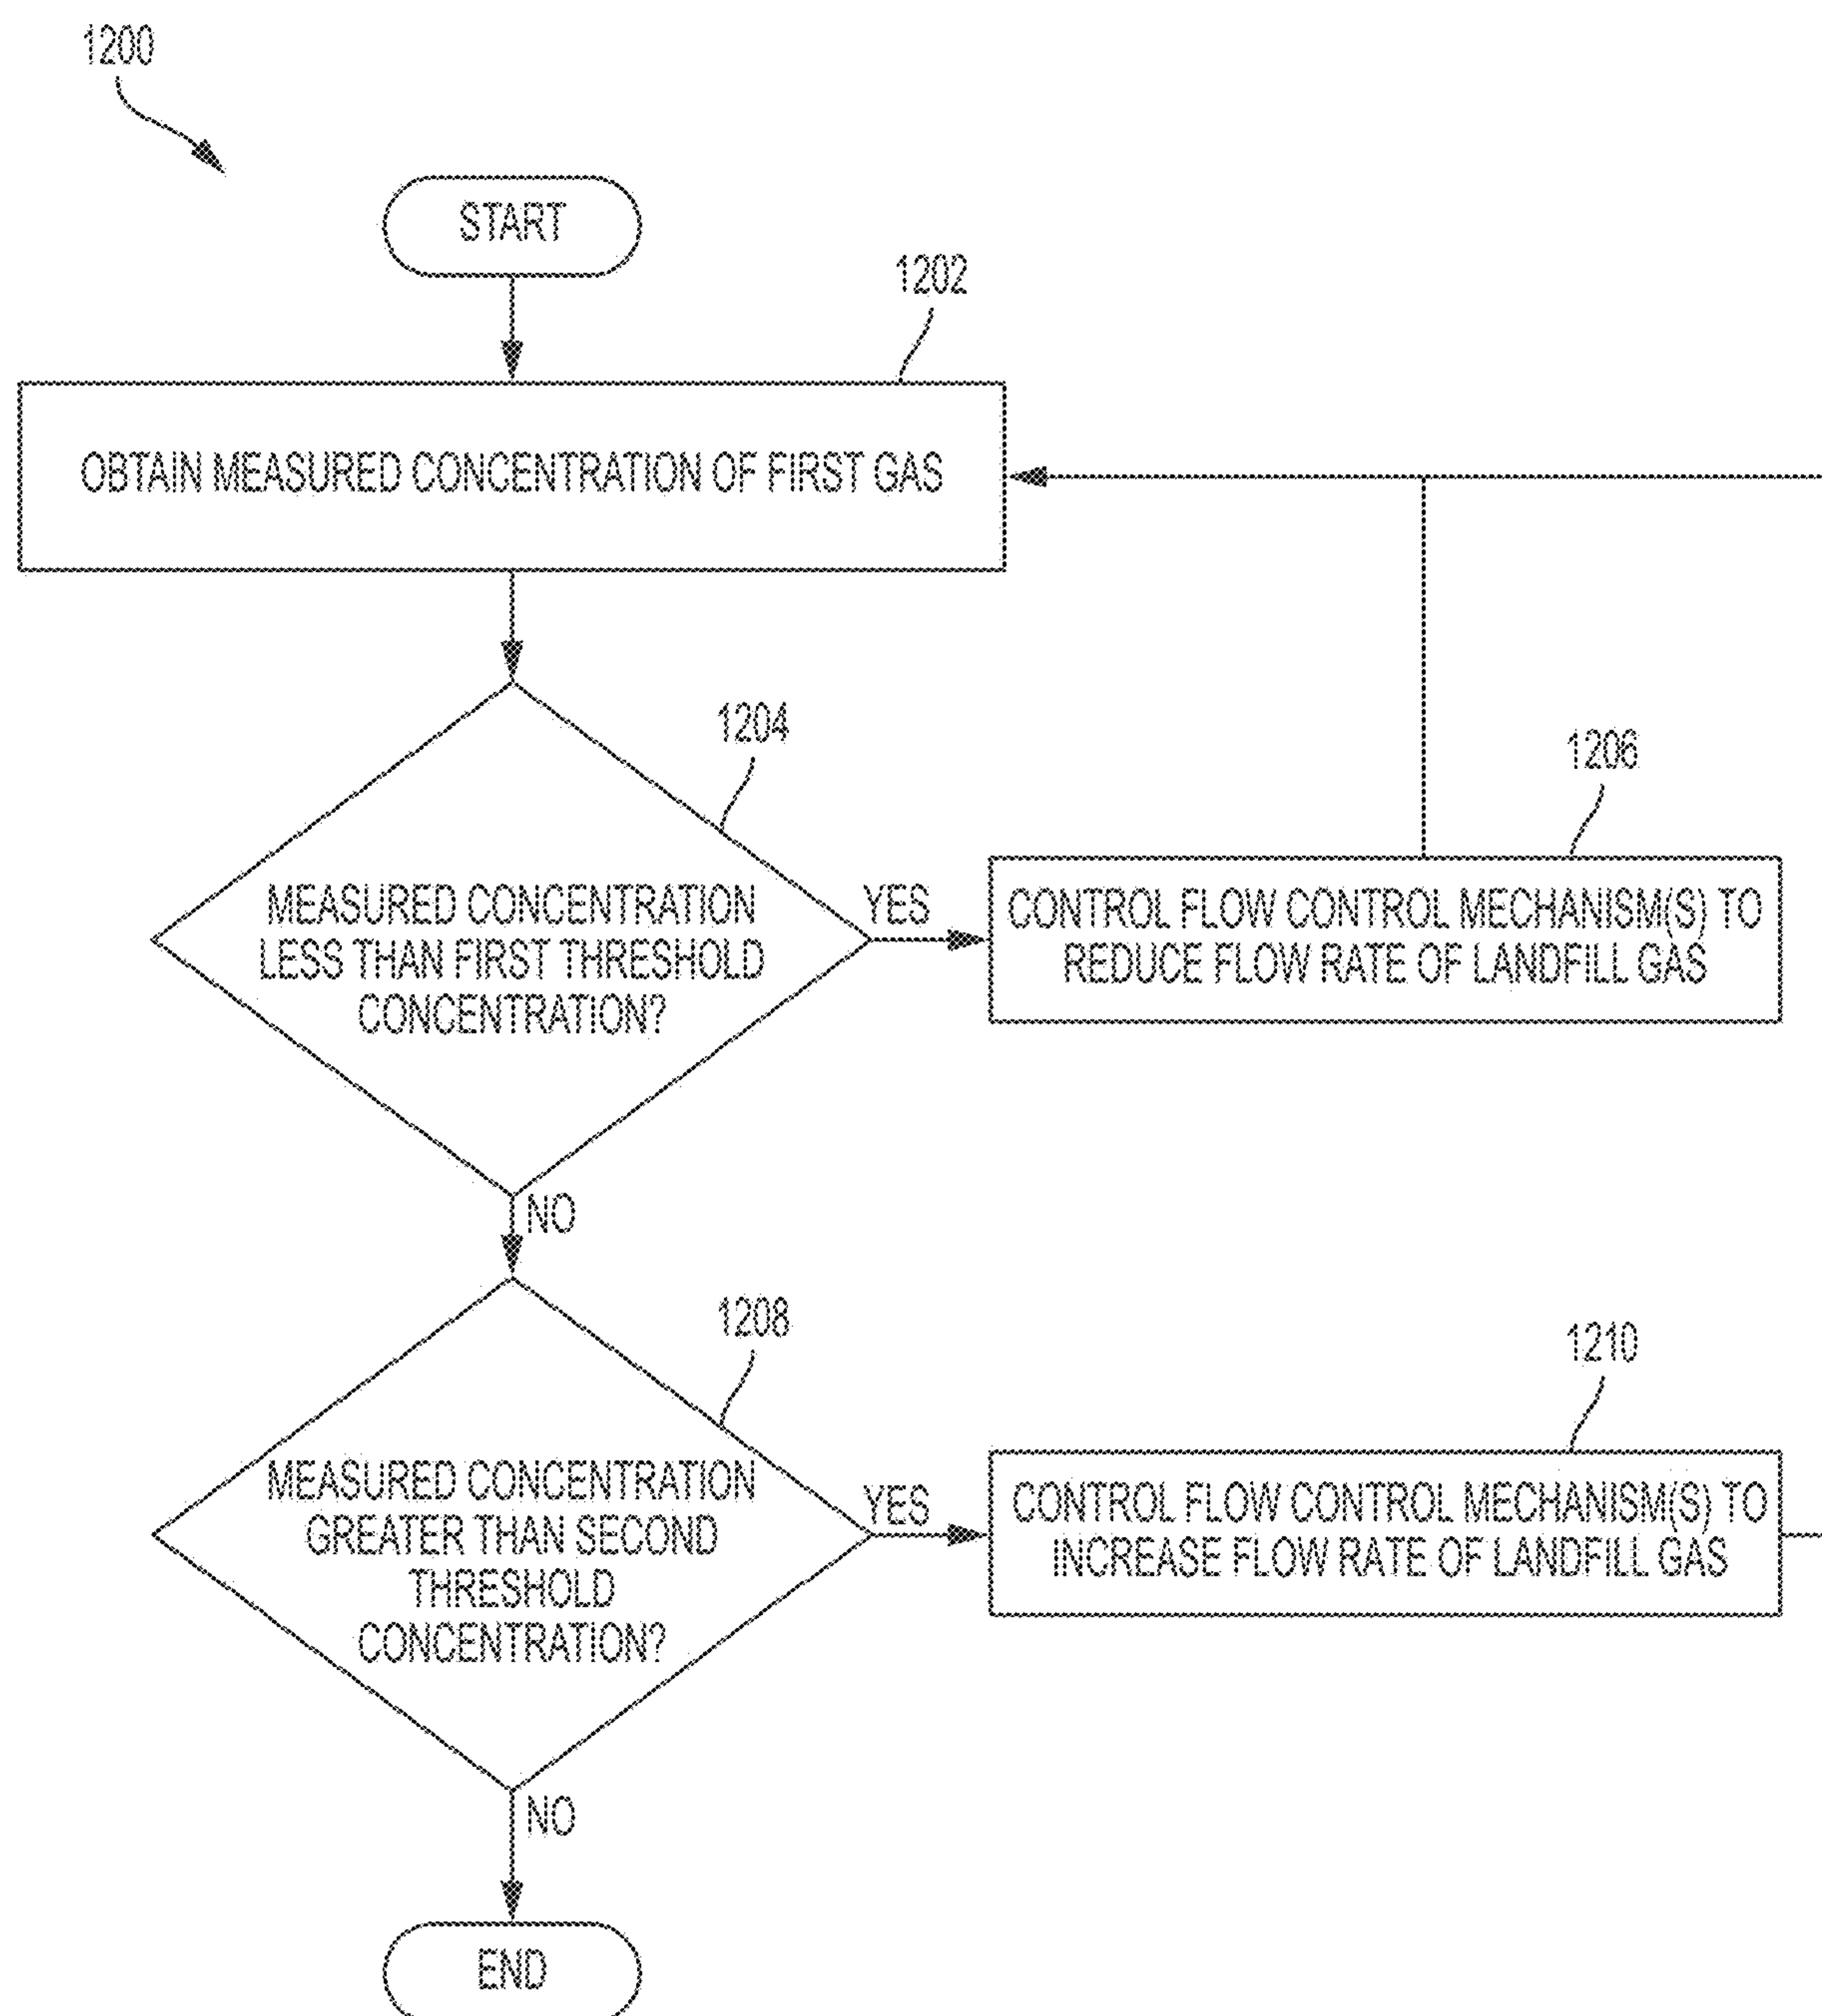 1200
START
1202
OBTAIN MEASURED CONCENTRATION OF FIRST GAS
1204
MEASURED CONCENTRATION
LESS THAN FIRST THRESHOLD
CONCENTRATION?
YES
1206
CONTROL FLOW CONTROL MECHANISM(S) TO
REDUCE FLOW RATE OF LANDFILL GAS
NO
1208
MEASURED CONCENTRATION
GREATER THAN SECOND
THRESHOLD
CONCENTRATION?
YES
1210
CONTROL FLOW CONTROL MECHANISM(S) TO
INCREASE FLOW RATE OF LANDFILL GAS
NO
END